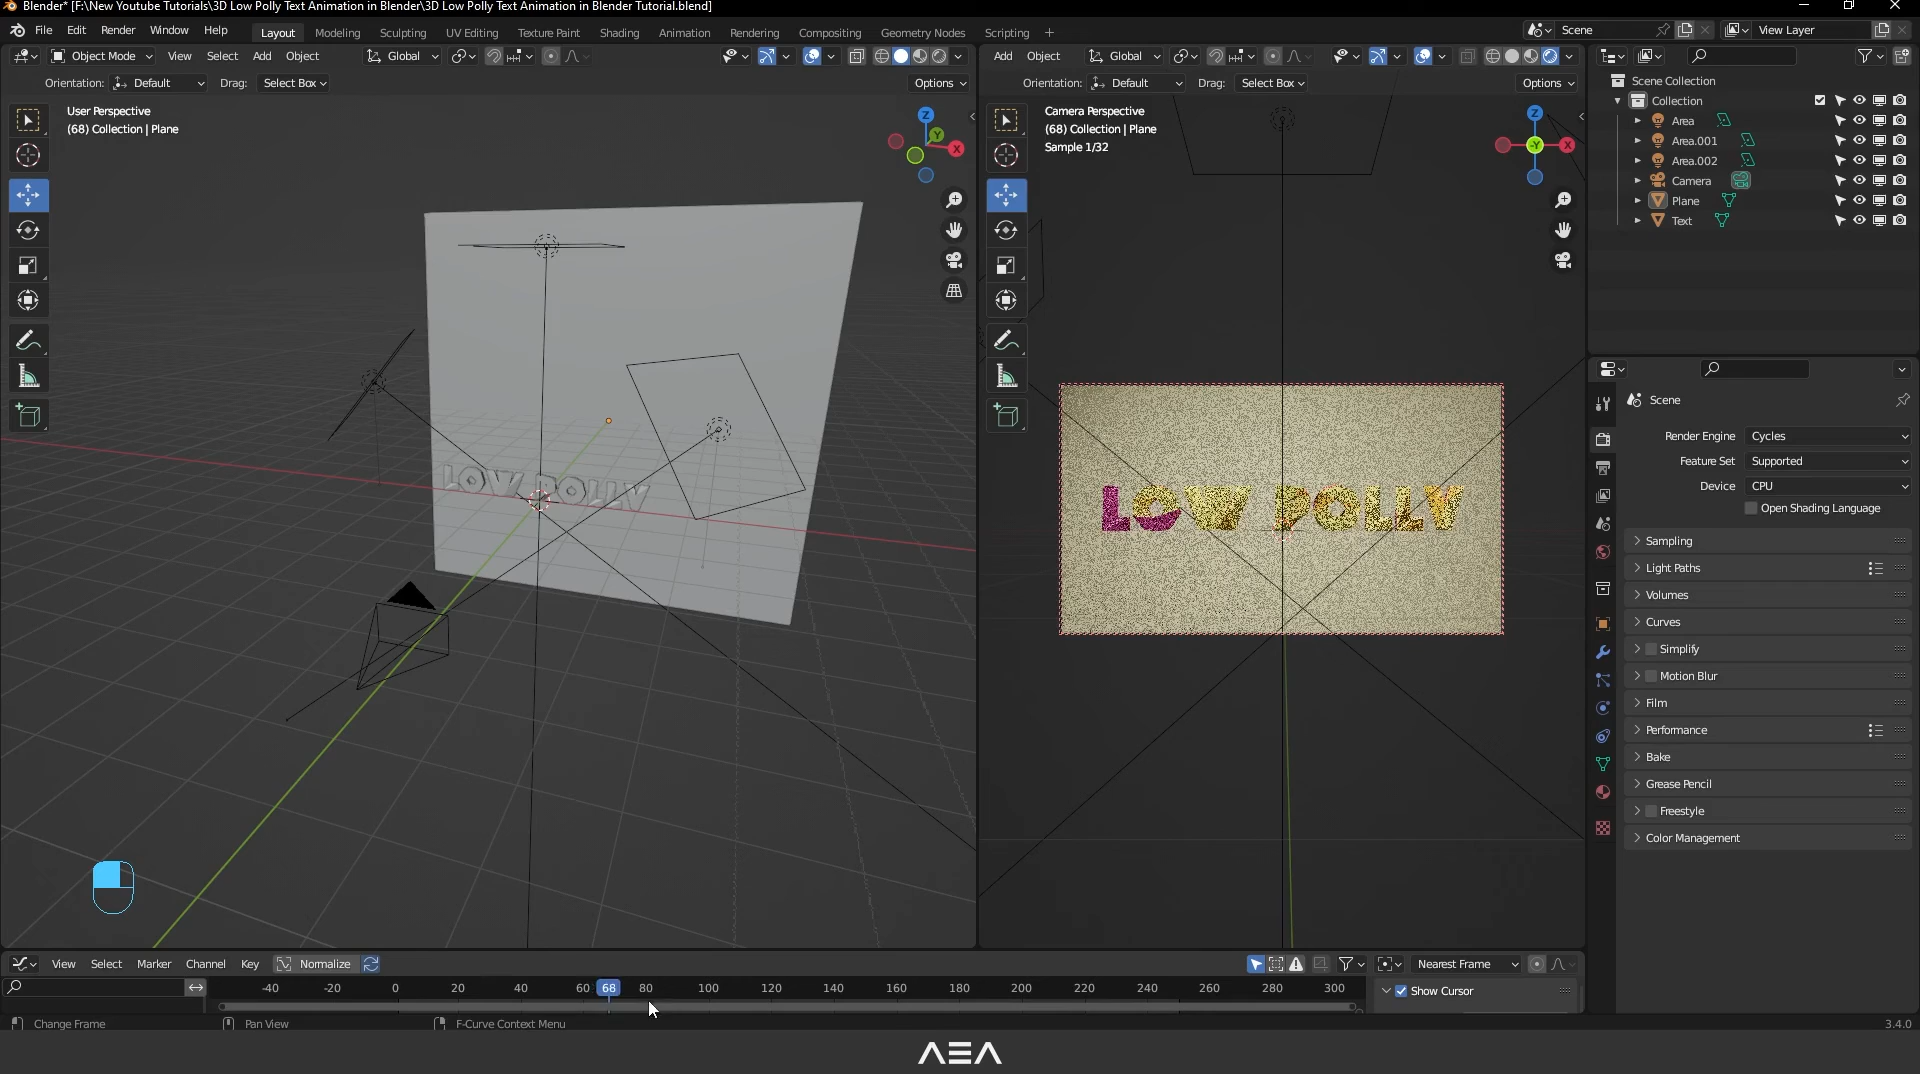 Blender* [F:\New Youtube Tutorials\3D Low Polly Text Animation in Blender\3D Low Polly Text Animation in Blender Tutorial.blend]
File Edit Render Window Help Layout Modeling Sculpting UV Editing Texture Paint Shading Animation Rendering Compositing Geometry Nodes Scripting + Scene View Layer
Object Mode View Select Add Object Global Add Object Global
Orientation: Default Drag: Select Box Options Orientation: Default Drag: Select Box Options
User Perspective
(68) Collection | Plane
Z
Y
X
Camera Perspective
(68) Collection | Plane
Sample 1/32
Z
-Y
X
LOW POLLY
LOW POLLY
Scene Collection
Collection
Area
Area.001
Area.002
Camera
Plane
Text
Scene
Render Engine Cycles
Feature Set Supported
Device CPU
Open Shading Language
Sampling
Light Paths
Volumes
Curves
Simplify
Motion Blur
Film
Performance
Bake
Grease Pencil
Freestyle
Color Management
View Select Marker Channel Key Normalize Nearest Frame
-40 -20 0 20 40 60 68 80 100 120 140 160 180 200 220 240 260 280 300
Show Cursor
Change Frame Pan View F-Curve Context Menu 3.4.0